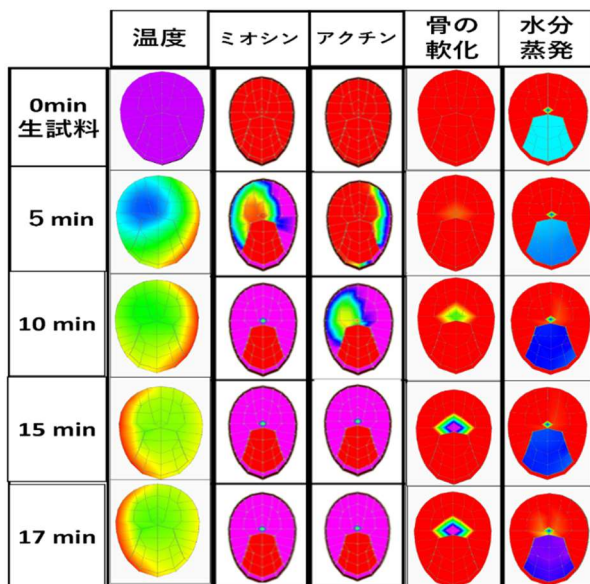 温度 ミオシン アクチン 骨の 水分
軟化 蒸発
0min
生試料
5 min
10 min
15 min
17 min